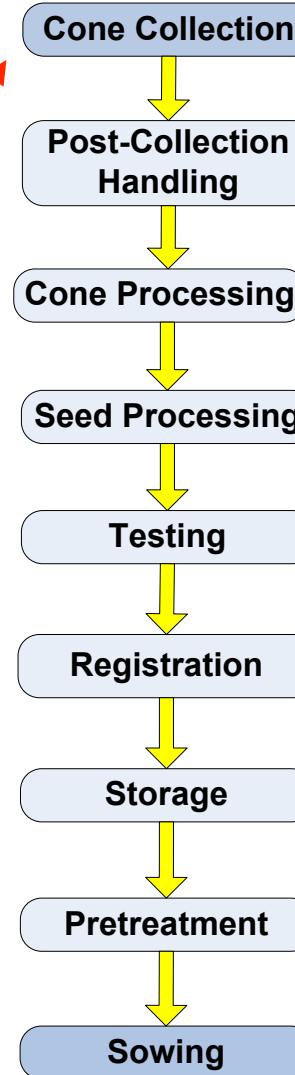 Cone Collection
Post-Collection
Handling
Cone Processing
Seed Processing
Testing
Registration
Storage
Pretreatment
Sowing